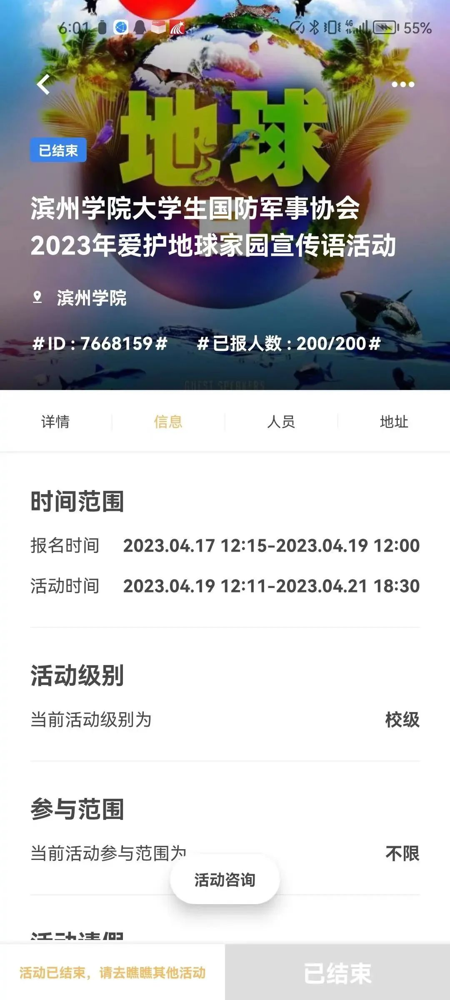 6:01
4G
55%
地球
日
已结束
滨州学院大学生国防军事协会
2023年爱护地球家园宣传语活动
滨州学院
#ID : 7668159# #已报人数 : 200/200#
GUEST SPEAKERS
详情 信息 人员 地址
时间范围
报名时间 2023.04.17 12:15-2023.04.19 12:00
活动时间 2023.04.19 12:11-2023.04.21 18:30
活动级别
当前活动级别为 校级
参与范围
当前活动参与范围为 不限
活动咨询
活动请假
活动已结束，请去瞧瞧其他活动
已结束